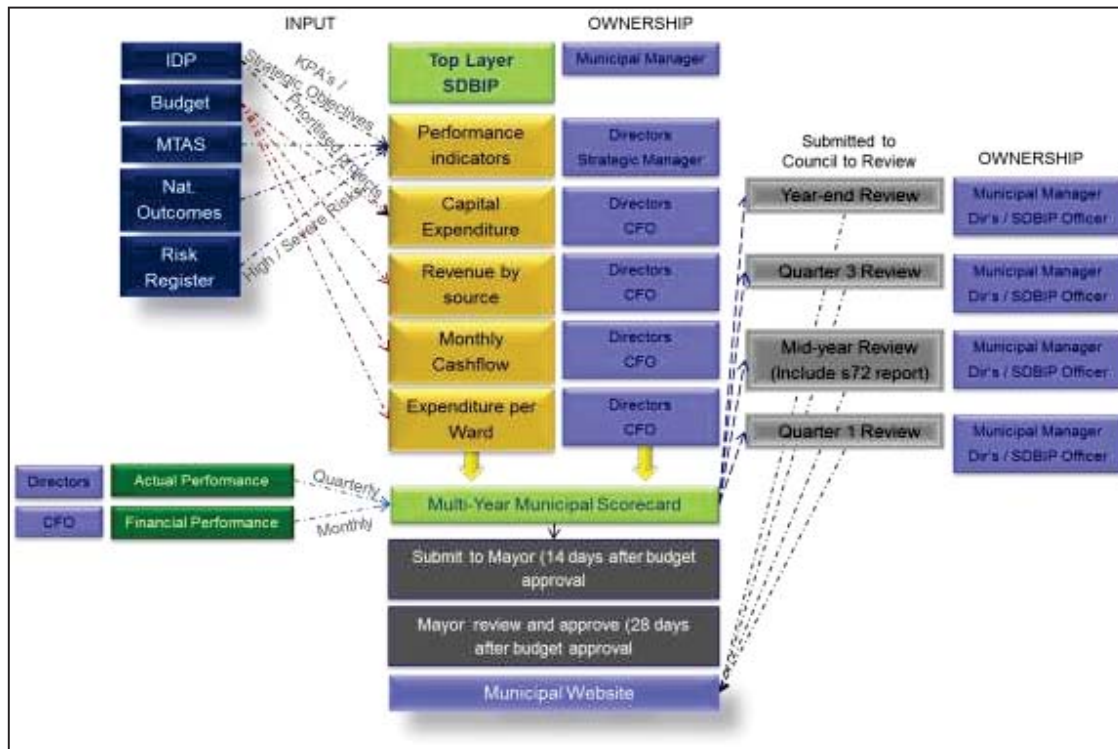 INPUT
OWNERSHIP
IDP
Budget
MTAS
Nat.
Outcomes
Risk
Register
KPA's /
Strategic Objectives
Prioritised projects
High / Severe Risks
Top Layer
SDBIP
Municipal Manager
Performance
indicators
Directors
Strategic Manager
Capital
Expenditure
Directors
CFO
Revenue by
source
Directors
CFO
Monthly
Cashflow
Directors
CFO
Expenditure per
Ward
Directors
CFO
Submitted to
Council to Review
OWNERSHIP
Year-end Review
Municipal Manager
Dir's / SDBIP Officer
Quarter 3 Review
Municipal Manager
Dir's / SDBIP Officer
Mid-year Review
(Include s72 report)
Municipal Manager
Dir's / SDBIP Officer
Quarter 1 Review
Municipal Manager
Dir's / SDBIP Officer
Directors
Actual Performance
Quarterly
CFO
Financial Performance
Monthly
Multi-Year Municipal Scorecard
Submit to Mayor (14 days after budget
approval
Mayor review and approve (28 days
after budget approval
Municipal Website